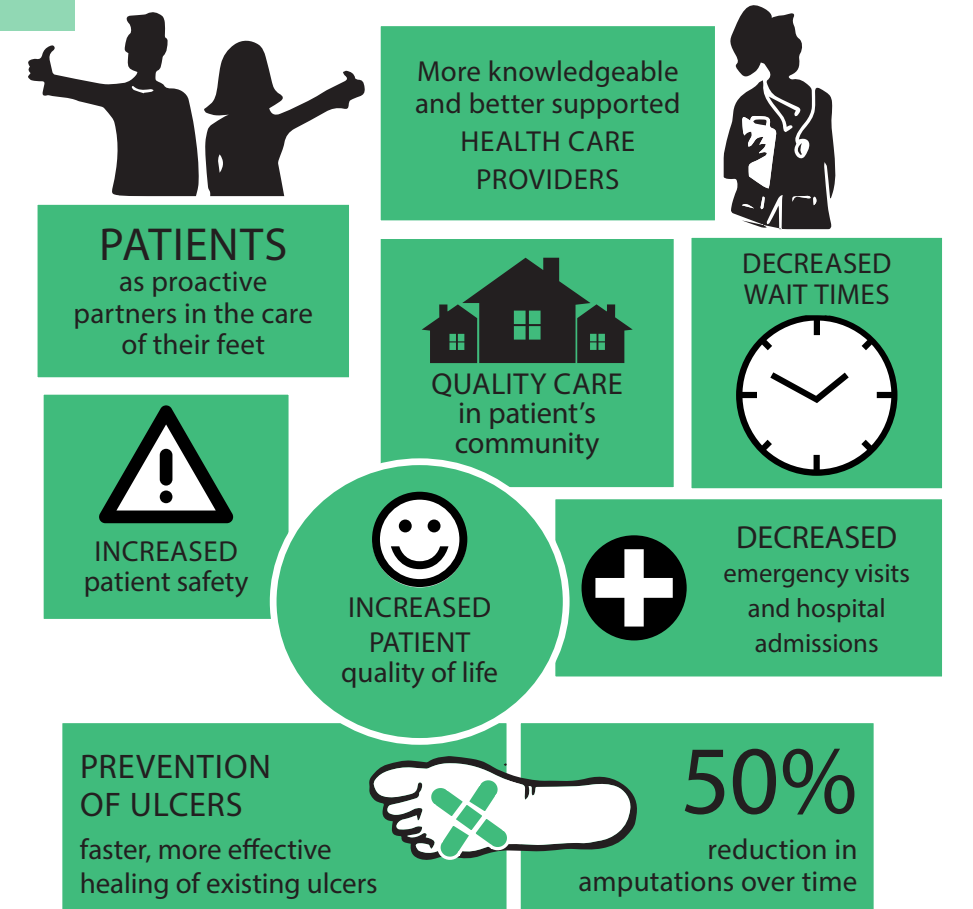 More knowledgeable
and better supported
HEALTH CARE
PROVIDERS
PATIENTS
as proactive
partners in the care
of their feet
QUALITY CARE
in patient's
community
DECREASED
WAIT TIMES
INCREASED
patient safety
INCREASED
PATIENT
quality of life
DECREASED
emergency visits
and hospital
admissions
PREVENTION
OF ULCERS
faster, more effective
healing of existing ulcers
50%
reduction in
amputations over time